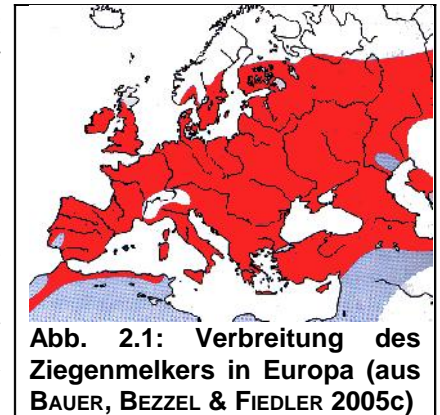 Abb. 2.1: Verbreitung des
Ziegenmelkers in Europa (aus
BAUER, BEZZEL & FIEDLER 2005c)